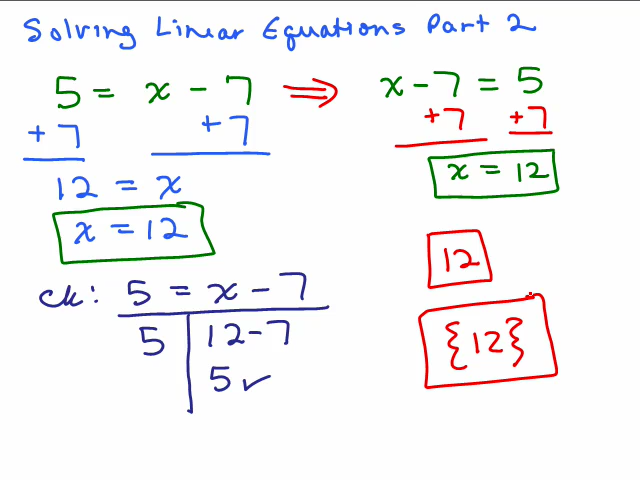 Solving Linear Equations Part 2
5 = x - 7 ⇒ x - 7 = 5
+7 +7 +7 +7
12 = x
x = 12
x = 12
12
ck: 5 = x - 7
5 12 - 7
5 ✓
{12}